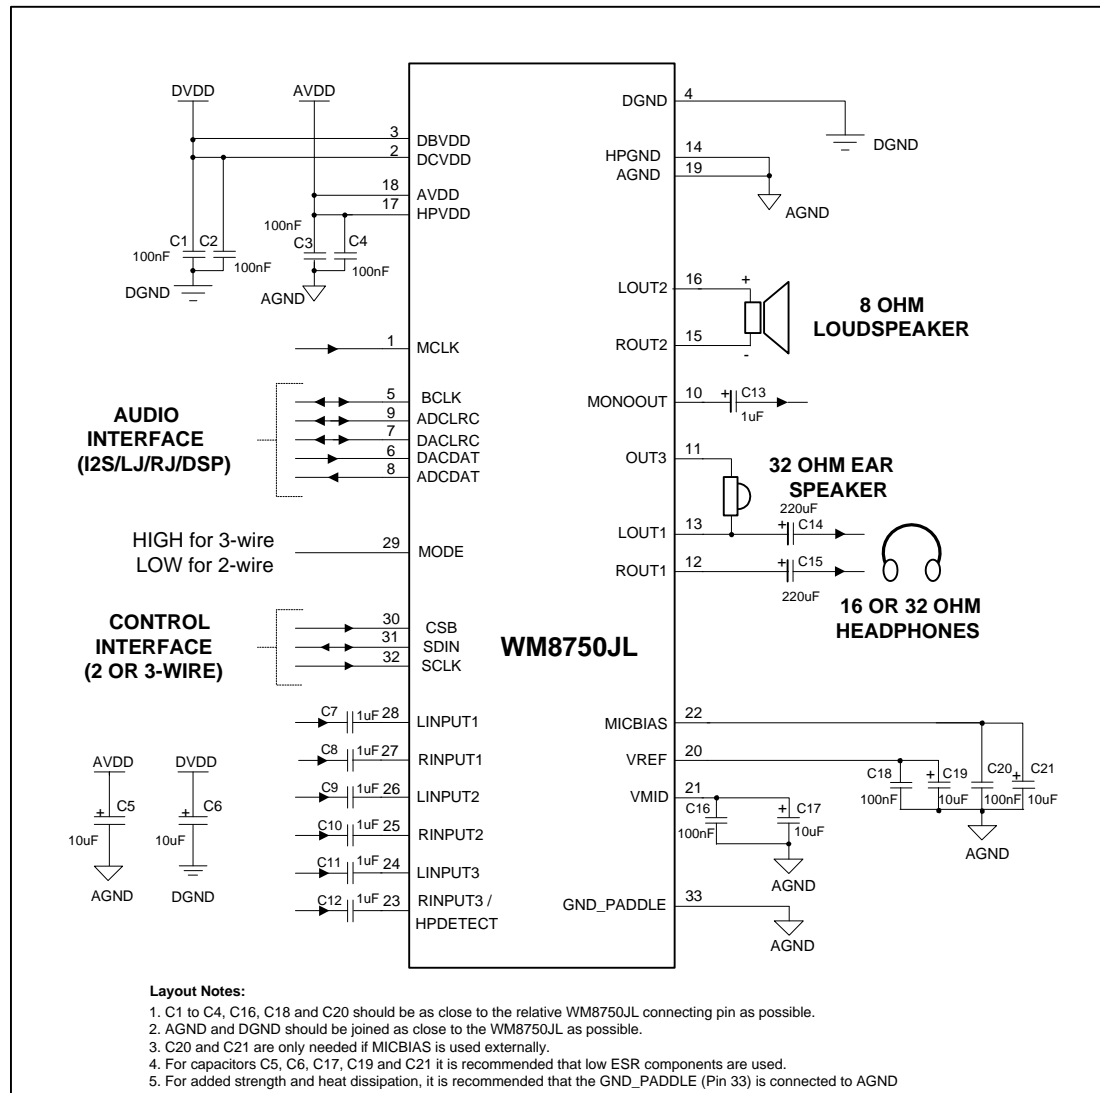 DVDD
AVDD
3
DBVDD
2
DCVDD
18
AVDD
17
HPVDD
100nF
C1
C2
C3
C4
100nF
100nF
100nF
DGND
AGND
1
MCLK
AUDIO
INTERFACE
(I2S/LJ/RJ/DSP)
5
BCLK
9
ADCLRC
7
DACLRC
6
DACDAT
8
ADCDAT
HIGH for 3-wire
LOW for 2-wire
29
MODE
CONTROL
INTERFACE
(2 OR 3-WIRE)
30
CSB
31
SDIN
32
SCLK
WM8750JL
C7
1uF
28
LINPUT1
C8
1uF
27
RINPUT1
C9
1uF
26
LINPUT2
C10
1uF
25
RINPUT2
C11
1uF
24
LINPUT3
C12
1uF
23
RINPUT3 /
HPDETECT
AVDD
DVDD
+
C5
+
C6
10uF
10uF
AGND
DGND
DGND
4
DGND
HPGND
14
AGND
19
AGND
LOUT2
16
+
8 OHM
LOUDSPEAKER
ROUT2
15
-
MONOOUT
10
+
C13
1uF
OUT3
11
32 OHM EAR
SPEAKER
220uF
LOUT1
13
+
C14
ROUT1
12
+
C15
220uF
16 OR 32 OHM
HEADPHONES
MICBIAS
22
VREF
20
C18
+
C19
C20
+
C21
100nF
10uF
100nF
10uF
AGND
VMID
21
C16
+
C17
100nF
10uF
AGND
GND_PADDLE
33
AGND
Layout Notes:
1. C1 to C4, C16, C18 and C20 should be as close to the relative WM8750JL connecting pin as possible.
2. AGND and DGND should be joined as close to the WM8750JL as possible.
3. C20 and C21 are only needed if MICBIAS is used externally.
4. For capacitors C5, C6, C17, C19 and C21 it is recommended that low ESR components are used.
5. For added strength and heat dissipation, it is recommended that the GND_PADDLE (Pin 33) is connected to AGND